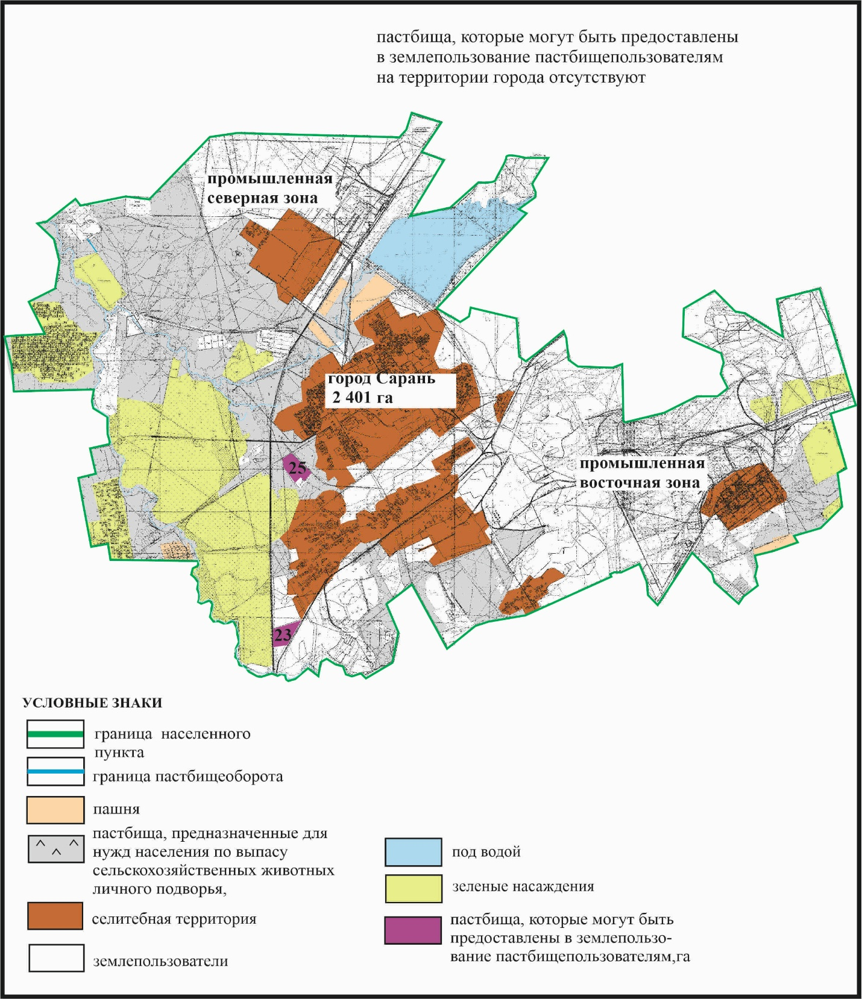 пастбища, которые могут быть предоставлены
в землепользование пастбищепользователям
на территории города отсутствуют
промышленная
северная зона
город Сарань
2 401 га
25
промышленная
восточная зона
23
УСЛОВНЫЕ ЗНАКИ
граница населенного
пункта
граница пастбищеоборота
пашня
пастбища, предназначенные для
нужд населения по выпасу
сельскохозяйственных животных
личного подворья,
селитебная территория
землепользователи
под водой
зеленые насаждения
пастбища, которые могут быть
предоставлены в землепользо-
вание пастбищепользователям,га